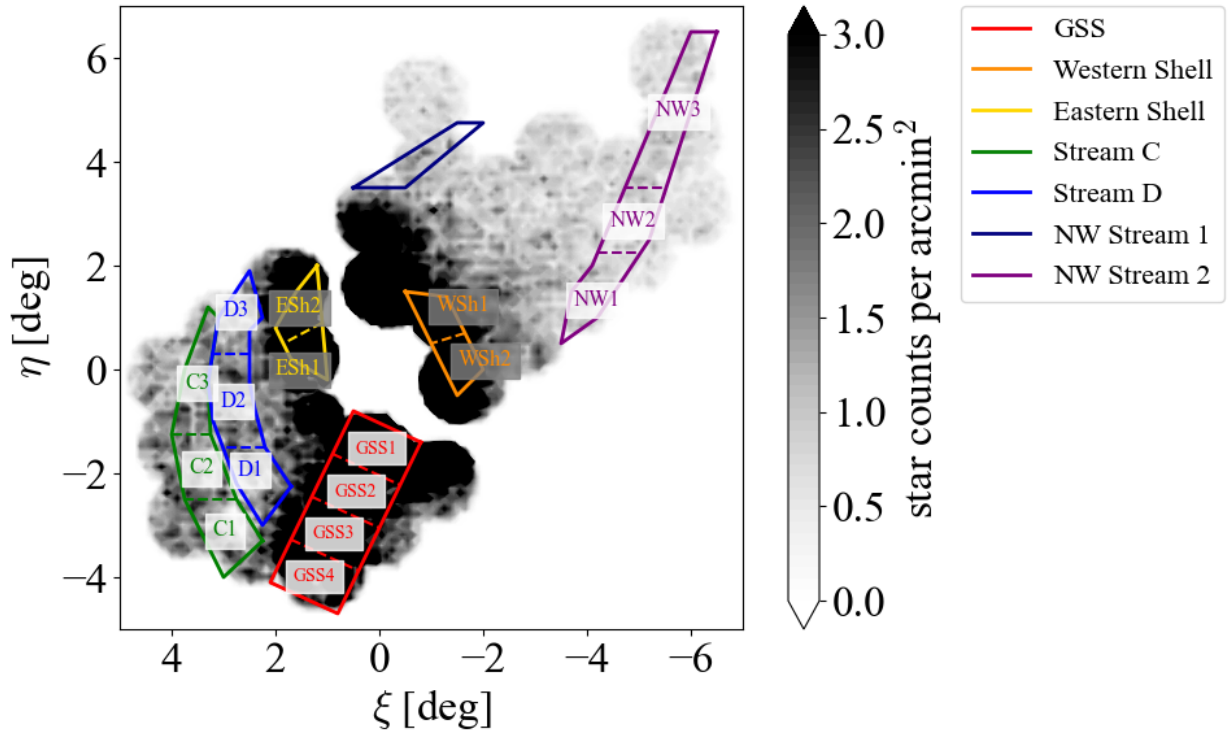 6
4
2
0
−2
−4
η [deg]
4
2
0
−2
−4
−6
ξ [deg]
NW3
NW2
NW1
D3
ESh2
WSh1
ESh1
WSh2
C3
D2
GSS1
C2
D1
GSS2
C1
GSS3
GSS4
3.0
2.5
2.0
1.5
1.0
0.5
0.0
star counts per arcmin²
GSS
Western Shell
Eastern Shell
Stream C
Stream D
NW Stream 1
NW Stream 2